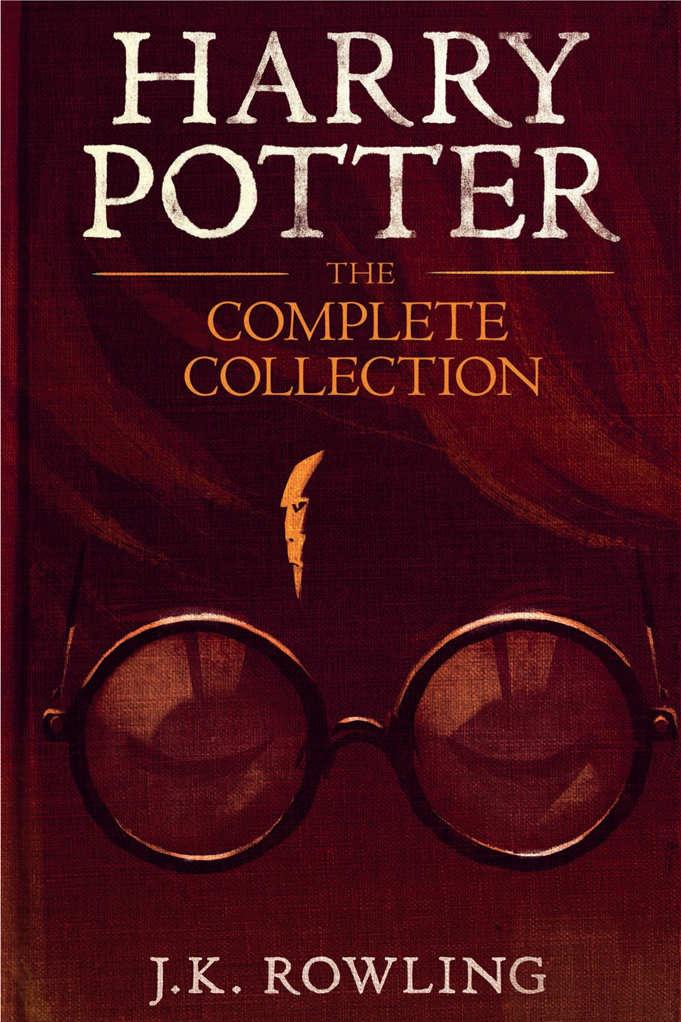 HARRY
POTTER
THE
COMPLETE
COLLECTION
J.K. ROWLING